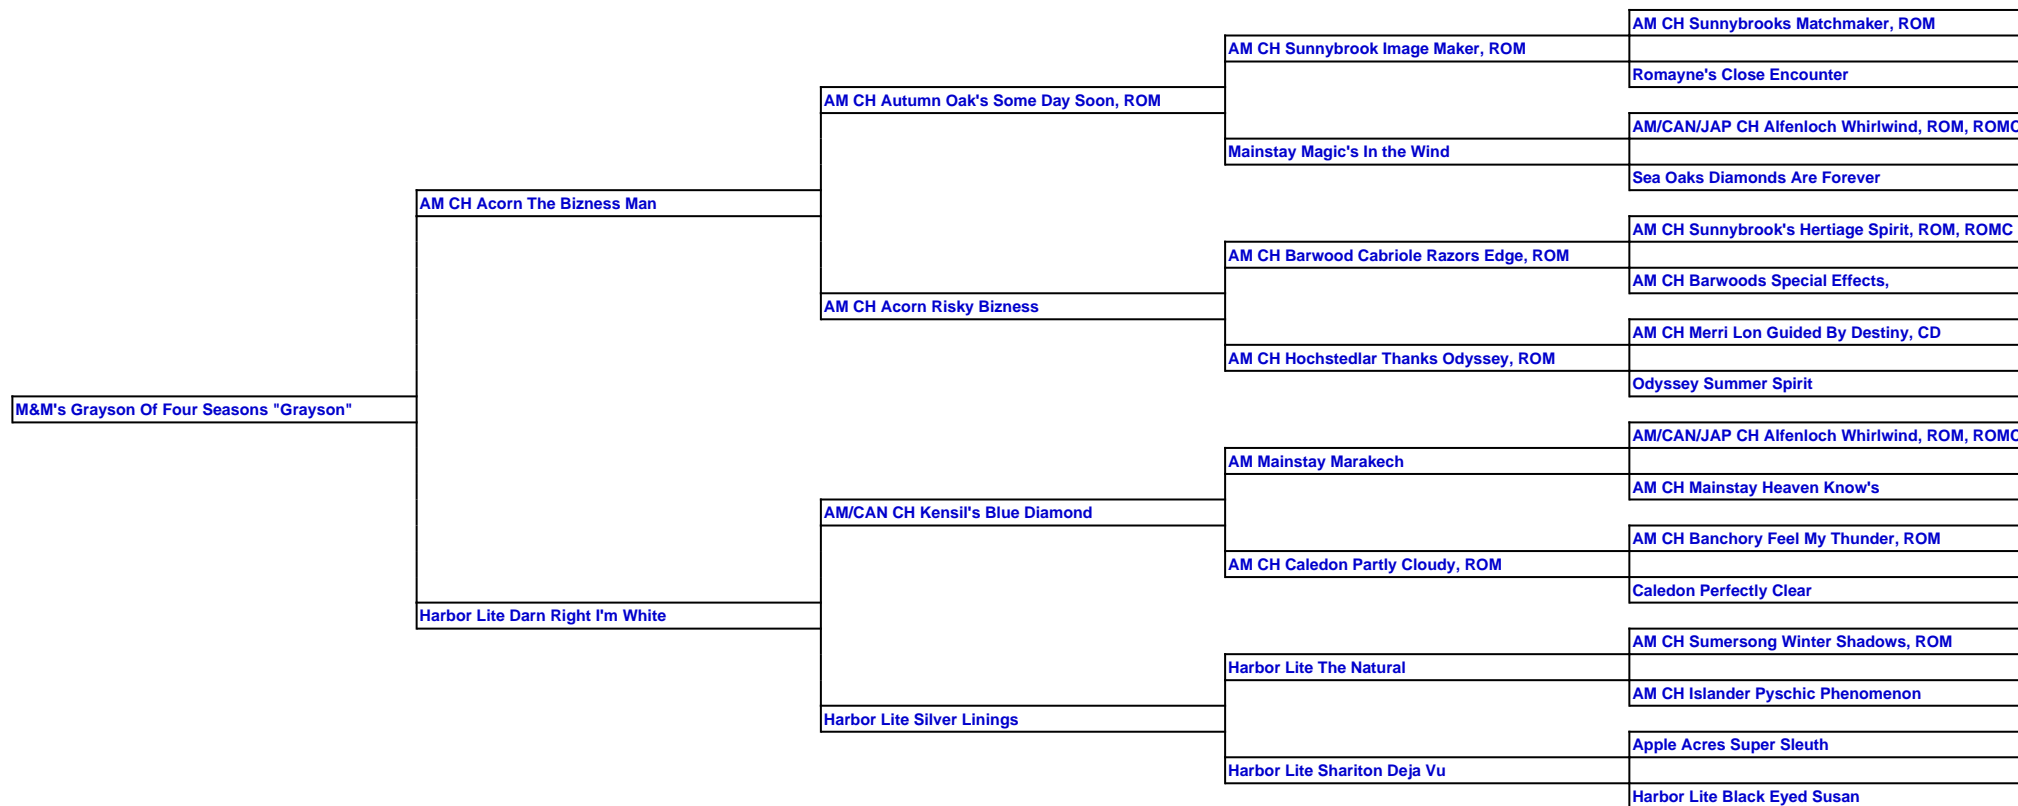 AM CH Sunnybrooks Matchmaker, ROM
AM CH Sunnybrook Image Maker, ROM
Romayne's Close Encounter
AM CH Autumn Oak's Some Day Soon, ROM
AM/CAN/JAP CH Alfenloch Whirlwind, ROM, ROMC
Mainstay Magic's In the Wind
Sea Oaks Diamonds Are Forever
AM CH Acorn The Bizness Man
AM CH Sunnybrook's Hertiage Spirit, ROM, ROMC
AM CH Barwood Cabriole Razors Edge, ROM
AM CH Barwoods Special Effects,
AM CH Acorn Risky Bizness
AM CH Merri Lon Guided By Destiny, CD
AM CH Hochstedlar Thanks Odyssey, ROM
Odyssey Summer Spirit
M&M's Grayson Of Four Seasons "Grayson"
AM/CAN/JAP CH Alfenloch Whirlwind, ROM, ROMC
AM Mainstay Marakech
AM CH Mainstay Heaven Know's
AM/CAN CH Kensil's Blue Diamond
AM CH Banchory Feel My Thunder, ROM
AM CH Caledon Partly Cloudy, ROM
Caledon Perfectly Clear
Harbor Lite Darn Right I'm White
AM CH Sumersong Winter Shadows, ROM
Harbor Lite The Natural
AM CH Islander Pyschic Phenomenon
Harbor Lite Silver Linings
Apple Acres Super Sleuth
Harbor Lite Shariton Deja Vu
Harbor Lite Black Eyed Susan